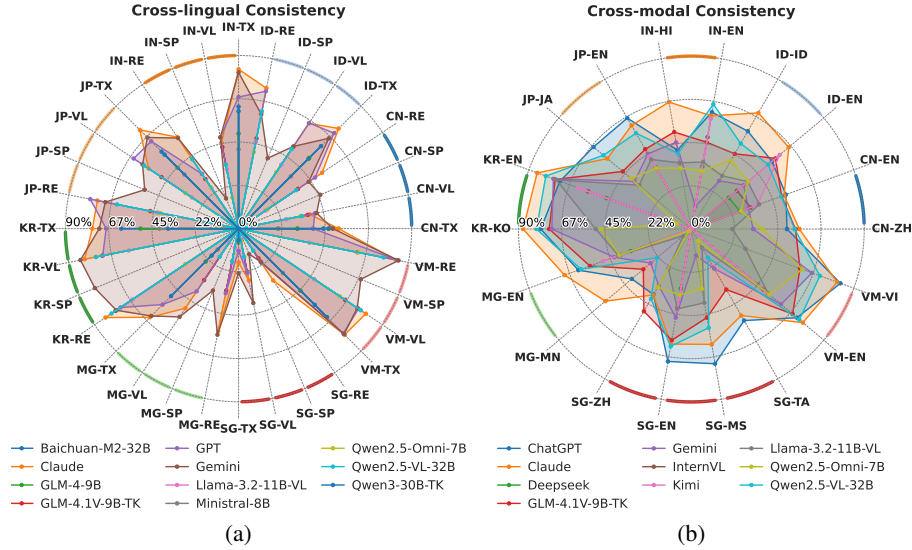 Cross-lingual Consistency
IN-TX
IN-VL
ID-RE
IN-SP
ID-SP
IN-RE
ID-VL
JP-TX
ID-TX
JP-VL
CN-RE
JP-SP
CN-SP
JP-RE
CN-VL
KR-TX
90%
67%
45%
22%
0%
CN-TX
KR-VL
VM-RE
KR-SP
VM-SP
KR-RE
VM-VL
MG-TX
VM-TX
MG-VL
SG-RE
MG-SP
SG-SP
MG-RE
SG-TX
SG-VL
Baichuan-M2-32B
Claude
GLM-4-9B
GLM-4.1V-9B-TK
GPT
Gemini
Llama-3.2-11B-VL
Ministral-8B
Qwen2.5-Omni-7B
Qwen2.5-VL-32B
Qwen3-30B-TK
(a)
Cross-modal Consistency
IN-HI
IN-EN
JP-EN
ID-ID
JP-JA
ID-EN
KR-EN
CN-EN
KR-KO
90%
67%
45%
22%
0%
CN-ZH
MG-EN
VM-VI
MG-MN
VM-EN
SG-ZH
SG-TA
SG-EN
SG-MS
ChatGPT
Claude
Deepseek
GLM-4.1V-9B-TK
Gemini
InternVL
Kimi
Llama-3.2-11B-VL
Qwen2.5-Omni-7B
Qwen2.5-VL-32B
(b)